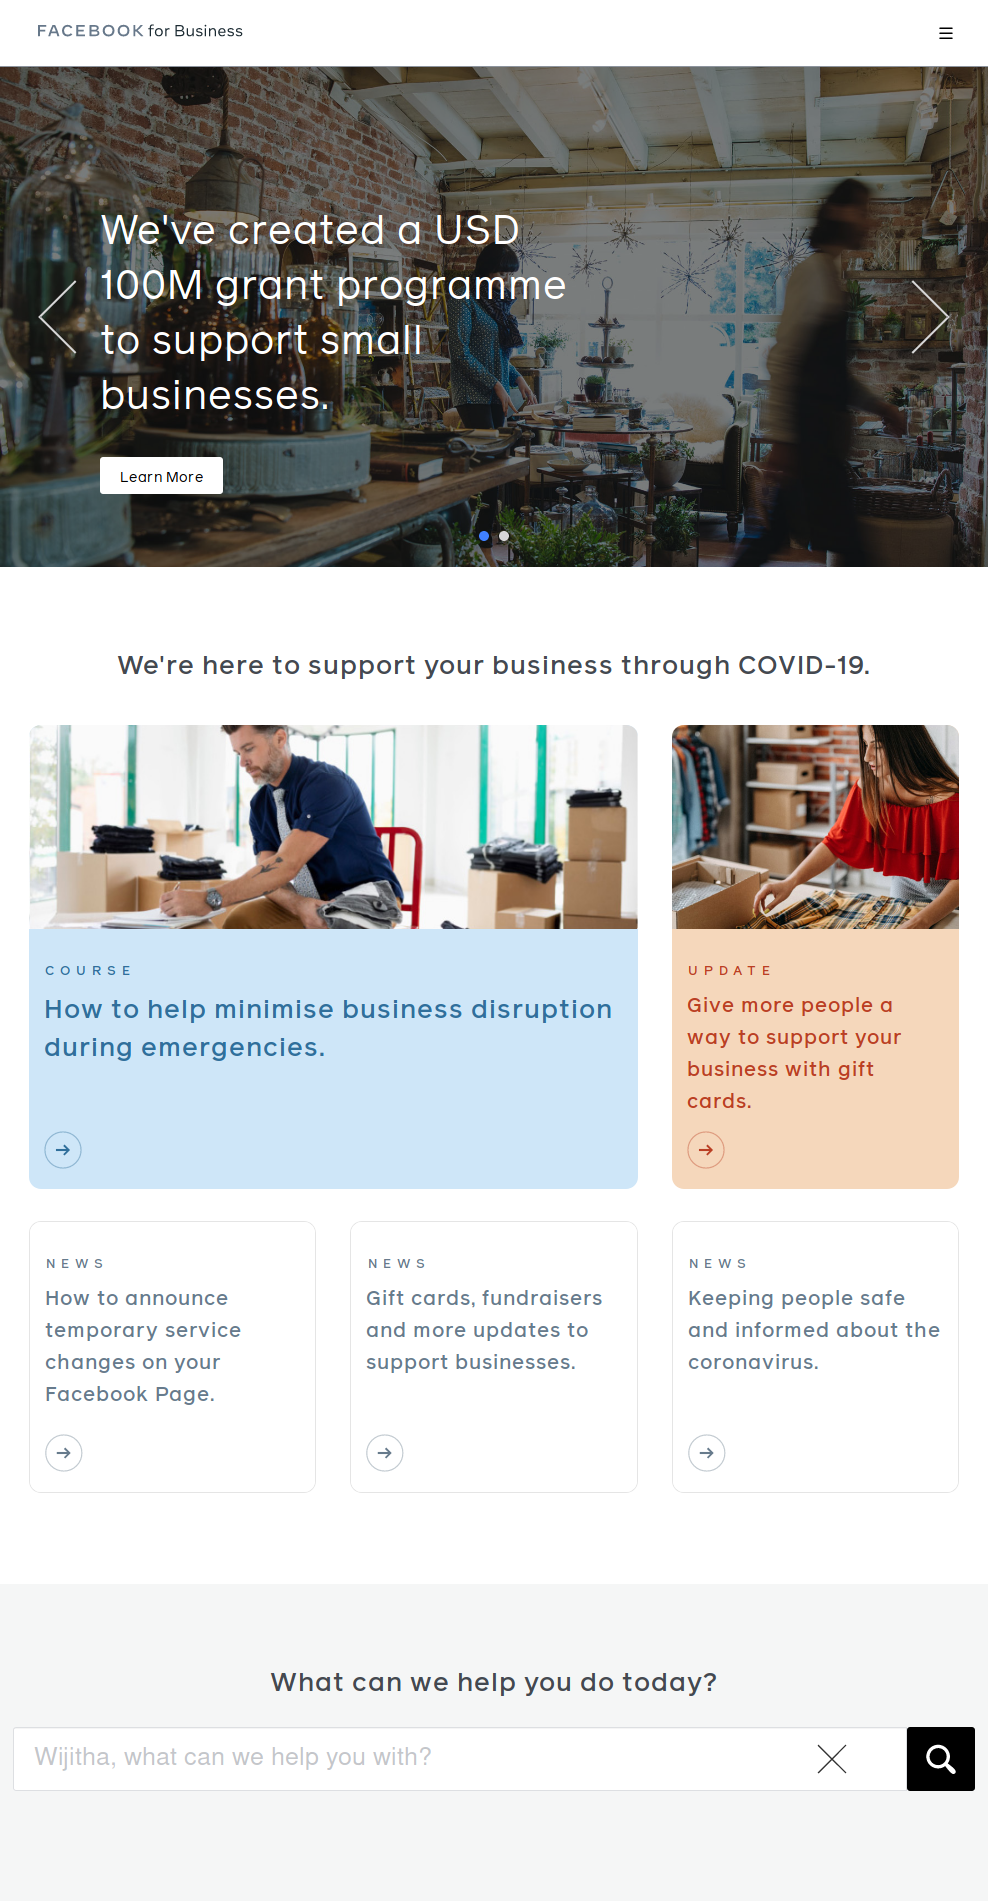 FACEBOOK for Business
We've created a USD
100M grant programme
to support small
businesses.
Learn More
We're here to support your business through COVID-19.
COURSE
How to help minimise business disruption
during emergencies.
UPDATE
Give more people a
way to support your
business with gift
cards.
NEWS
How to announce
temporary service
changes on your
Facebook Page.
NEWS
Gift cards, fundraisers
and more updates to
support businesses.
NEWS
Keeping people safe
and informed about the
coronavirus.
What can we help you do today?
Wijitha, what can we help you with?